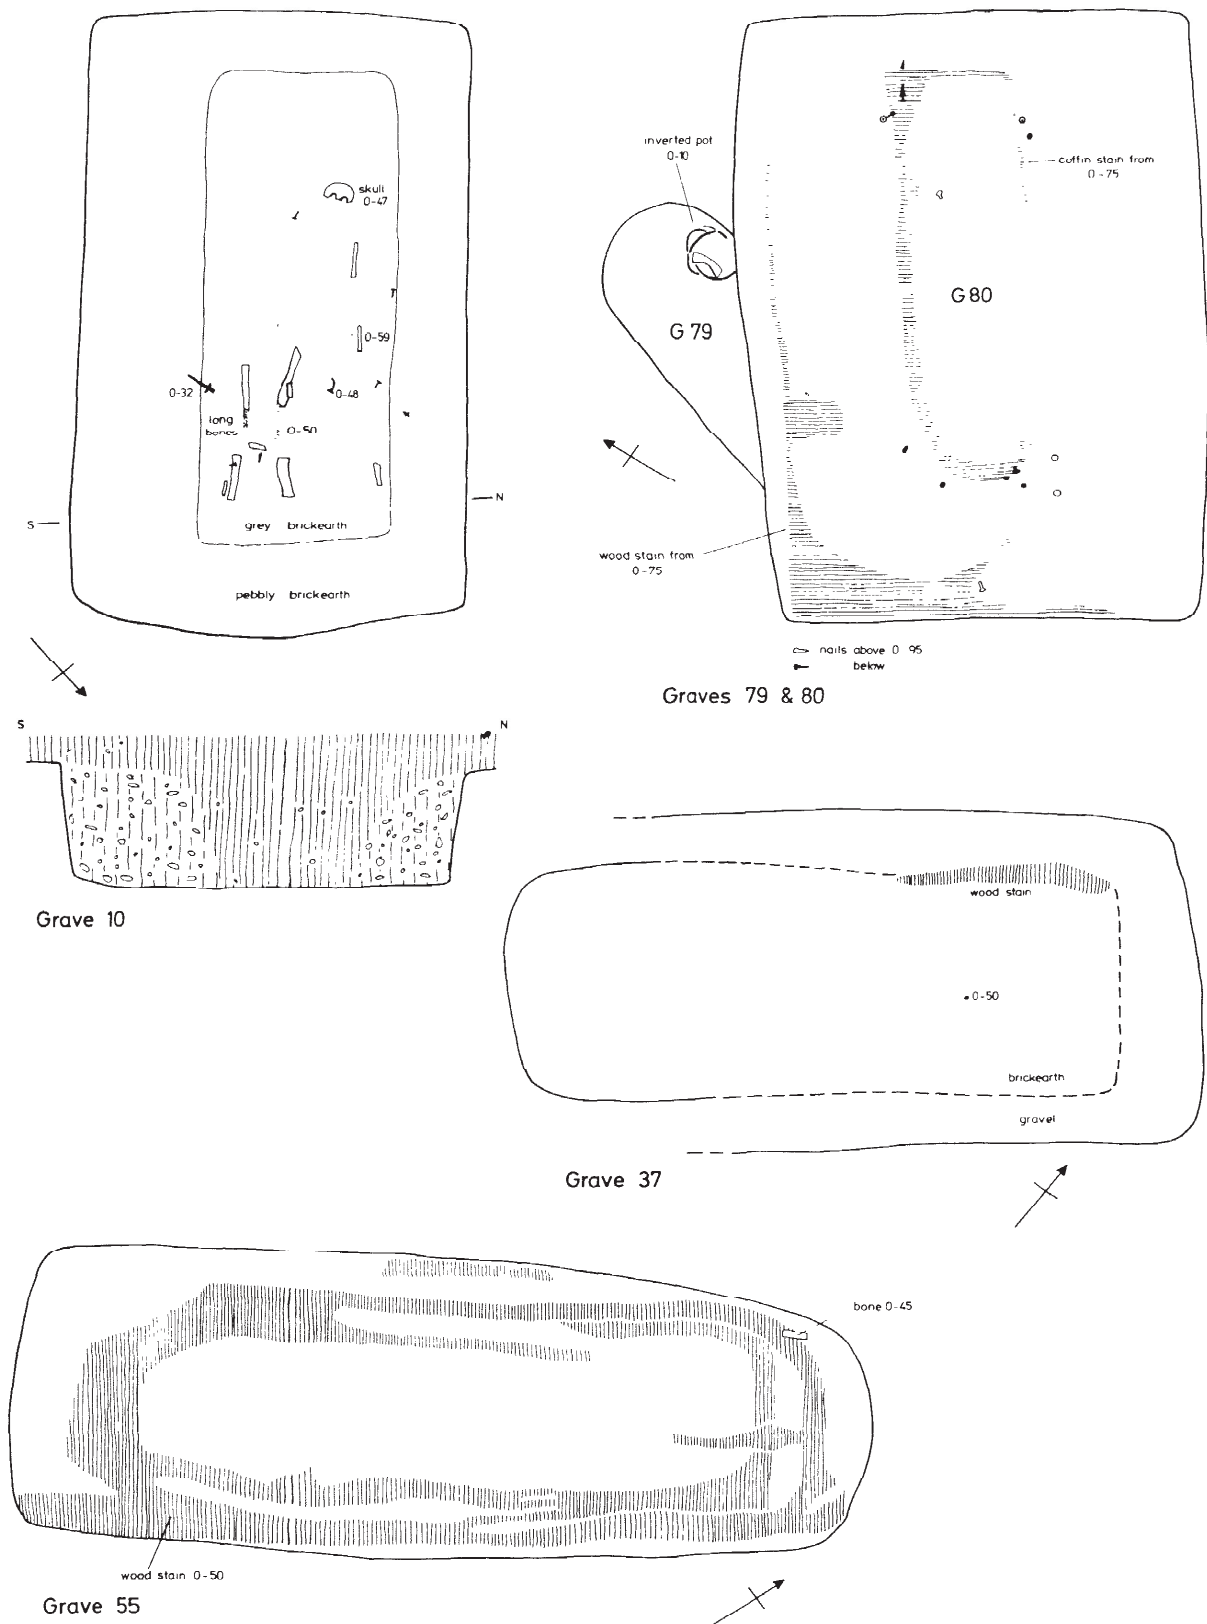 skull
0-47
0-59
0-32
0-48
long
bones
0-50
N
S
grey brickearth
pebbly brickearth
S
N
Grave 10
inverted pot
0-10
coffin stain from
0-75
G 80
G 79
wood stain from
0-75
nails above 0 95
below
Graves 79 & 80
wood stain
0-50
brickearth
gravel
Grave 37
bone 0-45
wood stain 0-50
Grave 55